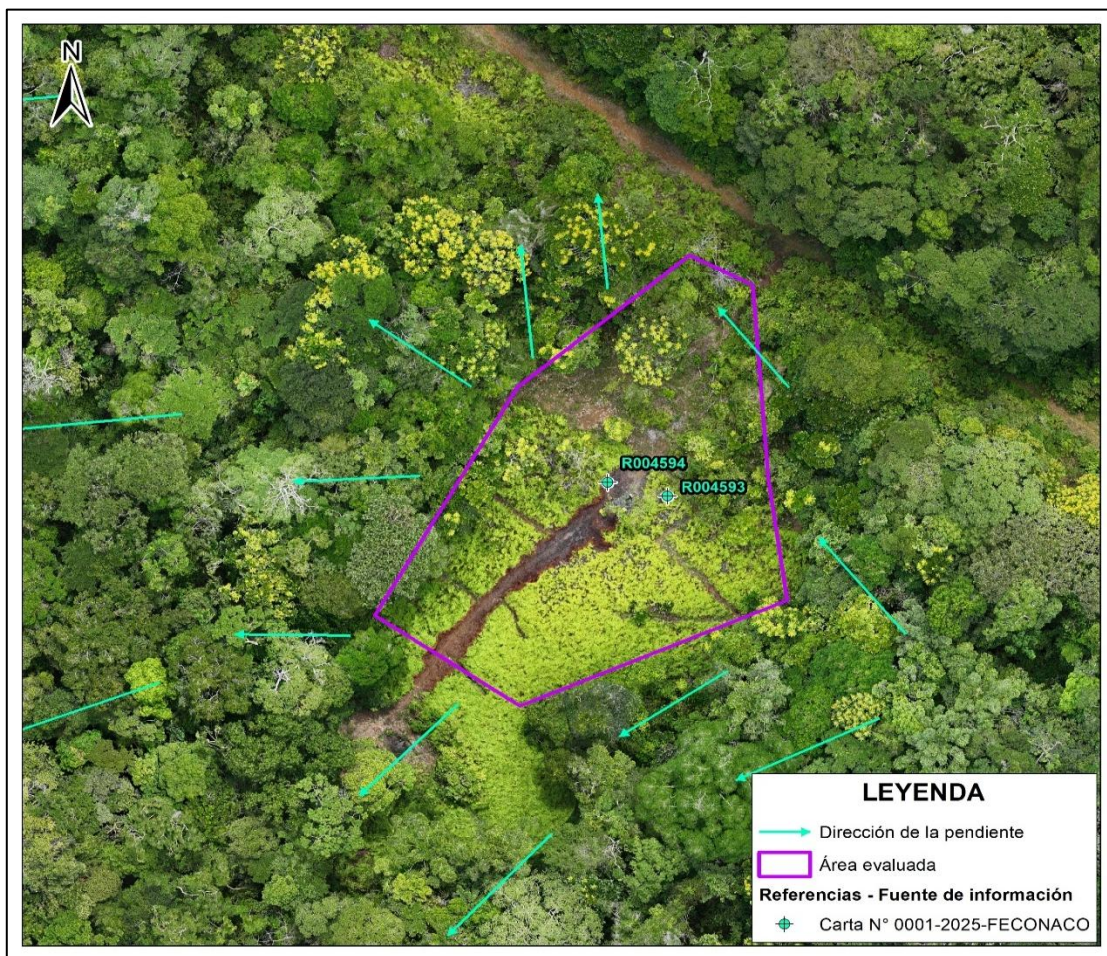 N
R004594
R004593
LEYENDA
Dirección de la pendiente
Área evaluada
Referencias - Fuente de información
Carta N° 0001-2025-FECONACO